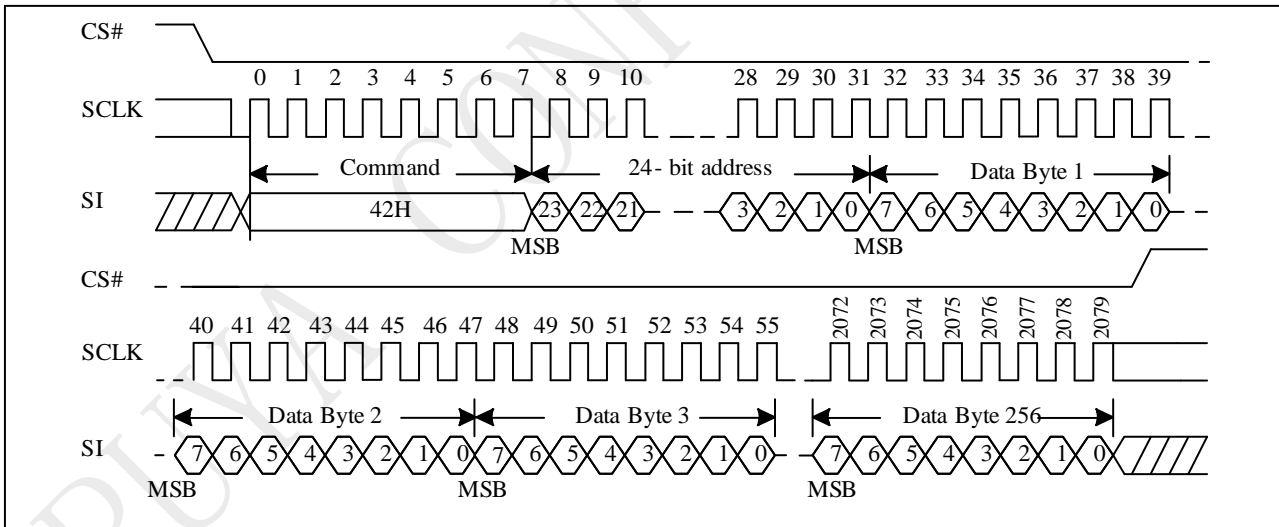 CS#
0 1 2 3 4 5 6 7 8 9 10 28 29 30 31 32 33 34 35 36 37 38 39
SCLK
Command 24- bit address Data Byte 1
SI 42H 23 22 21 3 2 1 0 7 6 5 4 3 2 1 0
MSB MSB
CS#
40 41 42 43 44 45 46 47 48 49 50 51 52 53 54 55 2072 2073 2074 2075 2076 2077 2078 2079
SCLK
Data Byte 2 Data Byte 3 Data Byte 256
SI 7 6 5 4 3 2 1 0 7 6 5 4 3 2 1 0 7 6 5 4 3 2 1 0
MSB MSB MSB
PUYA CONF